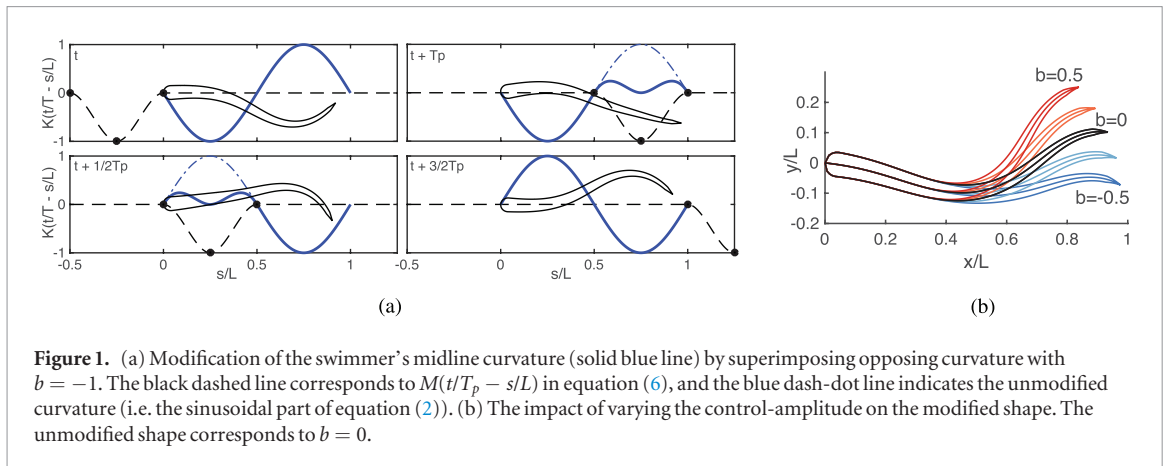 t
t + Tp
t + 1/2Tp
t + 3/2Tp
K(t/T - s/L)
1
0
-1
K(t/T - s/L)
1
0
-1
-0.5 0 0.5 1
s/L
-0.5 0 0.5 1
s/L
(a)
b=0.5
b=0
b=-0.5
y/L
0.2
0.1
0
-0.1
-0.2
0 0.2 0.4 0.6 0.8 1
x/L
(b)
Figure 1. (a) Modification of the swimmer's midline curvature (solid blue line) by superimposing opposing curvature with
b = −1. The black dashed line corresponds to M(t/Tp − s/L) in equation (6), and the blue dash-dot line indicates the unmodified
curvature (i.e. the sinusoidal part of equation (2)). (b) The impact of varying the control-amplitude on the modified shape. The
unmodified shape corresponds to b = 0.